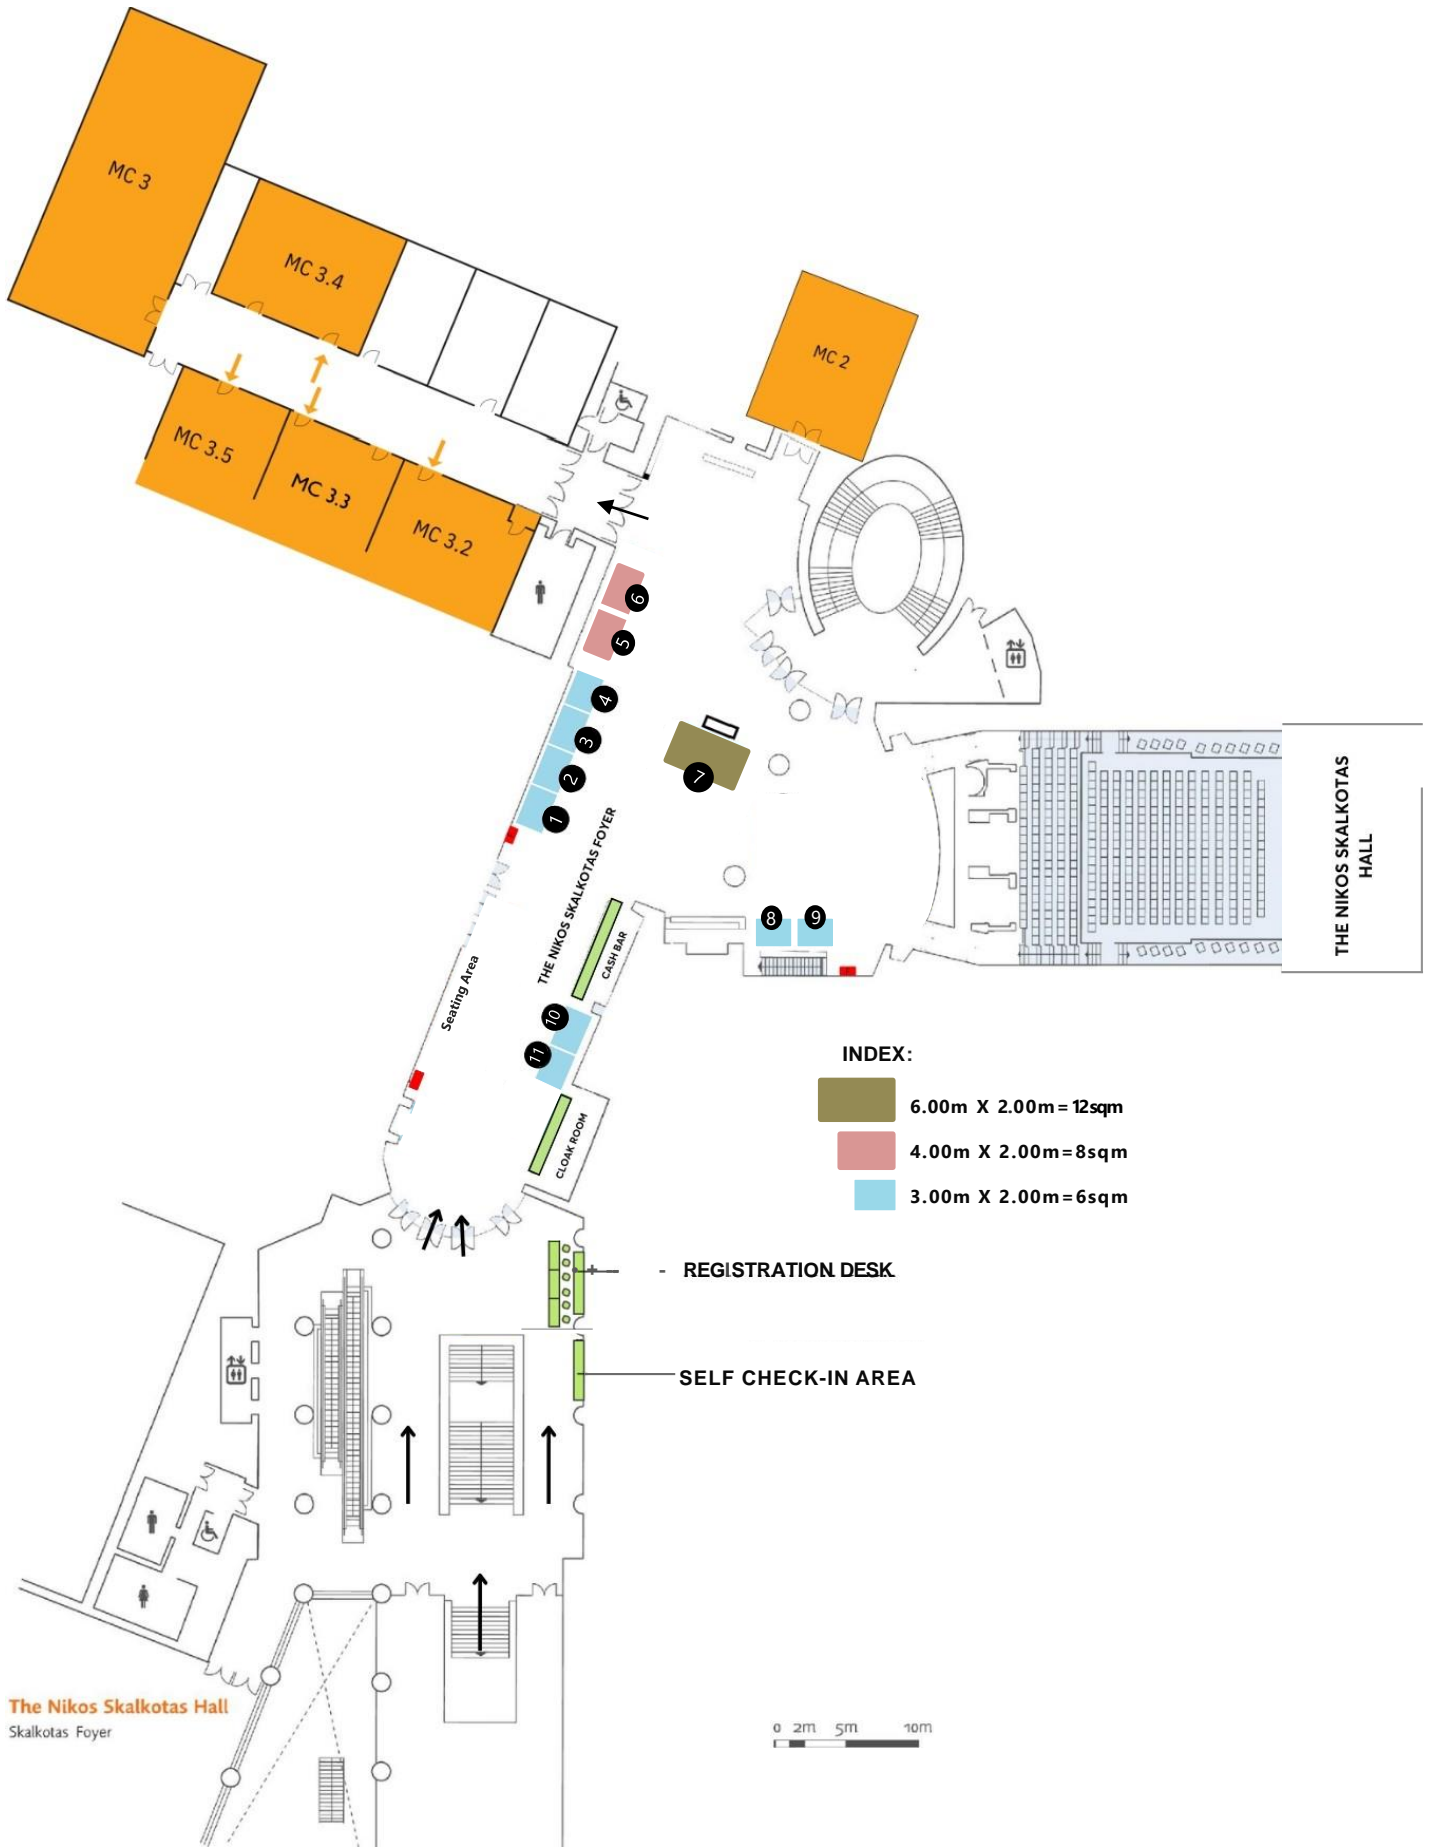 MC 3
MC 3.4
MC 2
MC 3.5
MC 3.3
MC 3.2
6
5
4
3
2
1
7
THE NIKOS SKALKOTAS
HALL
THE NIKOS SKALKOTAS FOYER
8
9
CASH BAR
Seating Area
10
11
CLOAK ROOM
INDEX:
6.00m X 2.00m= 12sqm
4.00m X 2.00m=8sqm
3.00m X 2.00m=6sqm
REGISTRATION DESK
SELF CHECK-IN AREA
The Nikos Skalkotas Hall
Skalkotas Foyer
0 2m 5m 10m